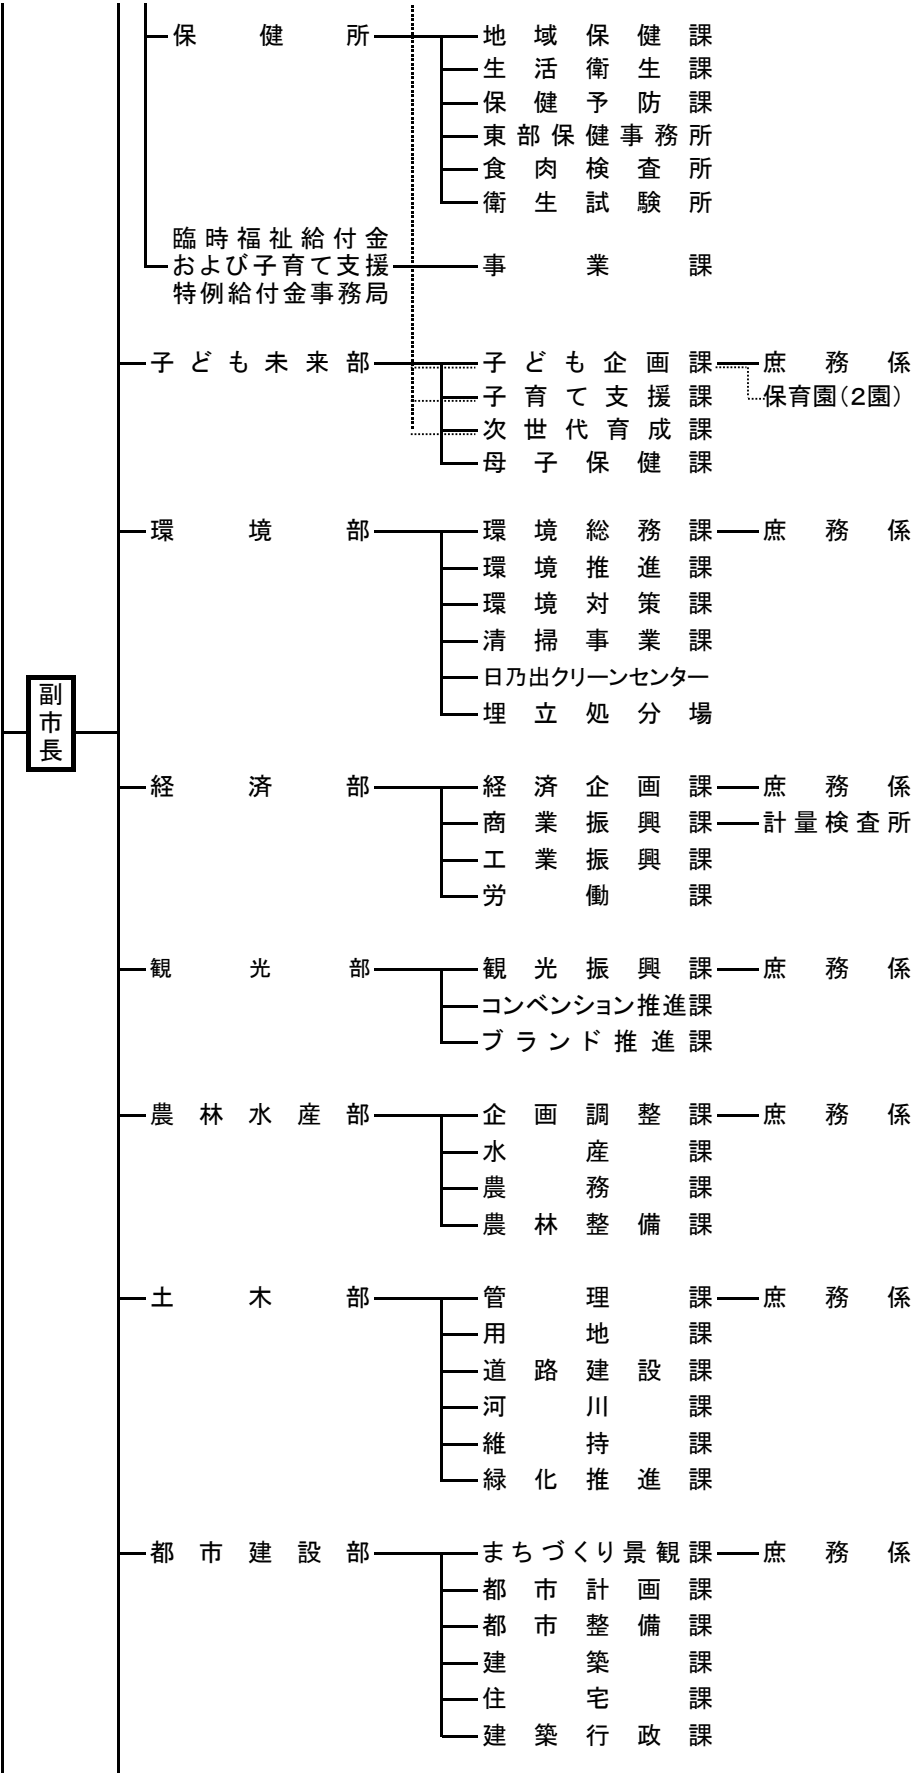 保健所 地域保健課
生活衛生課
保健予防課
東部保健事務所
食肉検査所
衛生試験所
臨時福祉給付金
および子育て支援 事業課
特例給付金事務局
子ども未来部 子ども企画課 庶務係
子育て支援課 保育園(2園)
次世代育成課
母子保健課
環境部 環境総務課 庶務係
環境推進課
環境対策課
清掃事業課
日乃出クリーンセンター
埋立処分場
副市長
経済部 経済企画課 庶務係
商業振興課 計量検査所
工業振興課
労働課
観光部 観光振興課 庶務係
コンベンション推進課
ブランド推進課
農林水産部 企画調整課 庶務係
水産課
農務課
農林整備課
土木部 管理課 庶務係
用地課
道路建設課
河川課
維持課
緑化推進課
都市建設部 まちづくり景観課 庶務係
都市計画課
都市整備課
建築課
住宅課
建築行政課